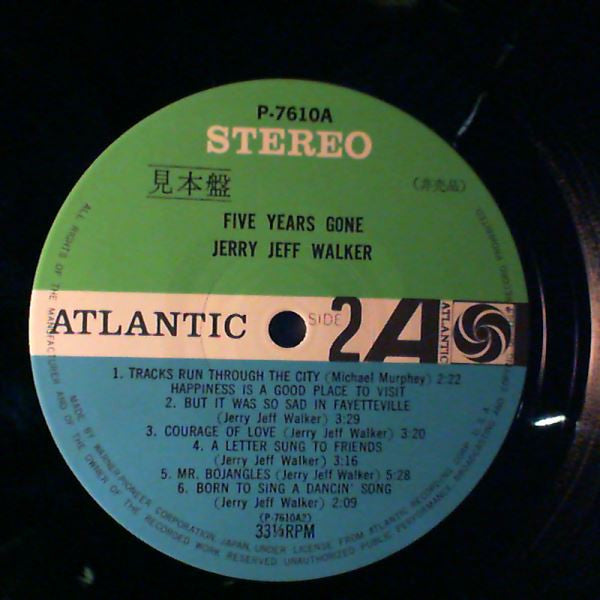 P-7610A
STEREO
見本盤
(非売品)
FIVE YEARS GONE
JERRY JEFF WALKER
ATLANTIC
SIDE 2
ATLANTIC
1. TRACKS RUN THROUGH THE CITY (Michael Murphey) 2:22
HAPPINESS IS A GOOD PLACE TO VISIT
2. BUT IT WAS SO SAD IN FAYETTEVILLE
(Jerry Jeff Walker) 3:29
3. COURAGE OF LOVE (Jerry Jeff Walker) 3:20
4. A LETTER SUNG TO FRIENDS
(Jerry Jeff Walker) 3:16
5. MR. BOJANGLES (Jerry Jeff Walker) 5:28
6. BORN TO SING A DANCIN' SONG
(Jerry Jeff Walker) 2:09
(P-7610A2)
33⅓RPM
MADE BY WARNER-PIONEER CORPORATION, JAPAN, UNDER LICENSE FROM ATLANTIC RECORDING CORP. U.S.A.
ALL RIGHTS OF THE MANUFACTURER AND OF THE OWNER OF THE RECORDED WORK RESERVED UNAUTHORIZED PUBLIC PERFORMANCE, BROADCASTING AND RECORD PROHIBITED.